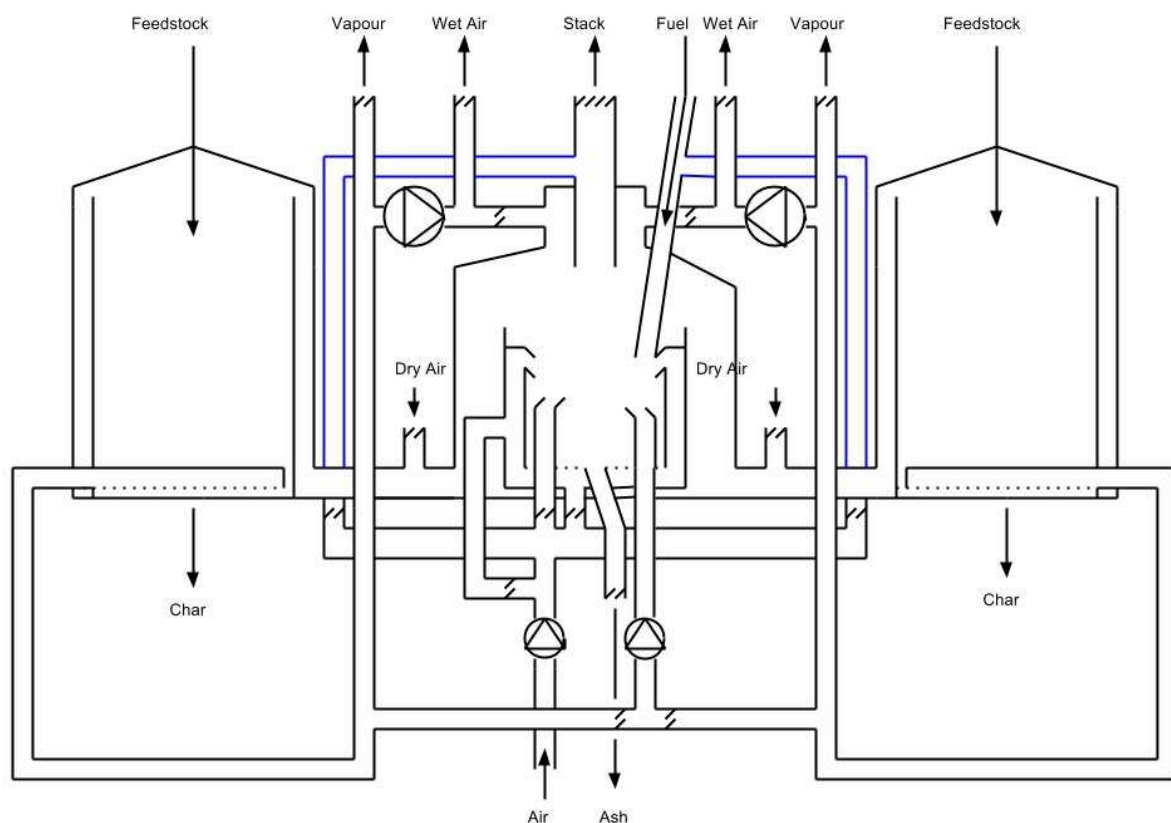 Feedstock
Vapour
Wet Air
Stack
Fuel
Wet Air
Vapour
Feedstock
Dry Air
Dry Air
Char
Char
Air
Ash